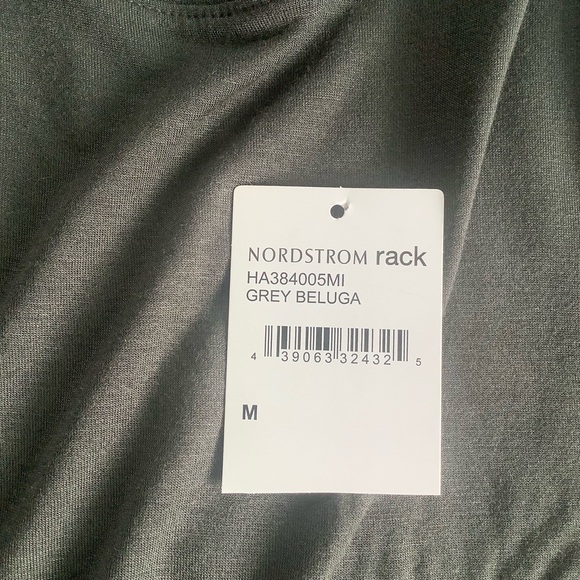 NORDSTROM rack
HA384005MI
GREY BELUGA
4 39063 32432 5
M